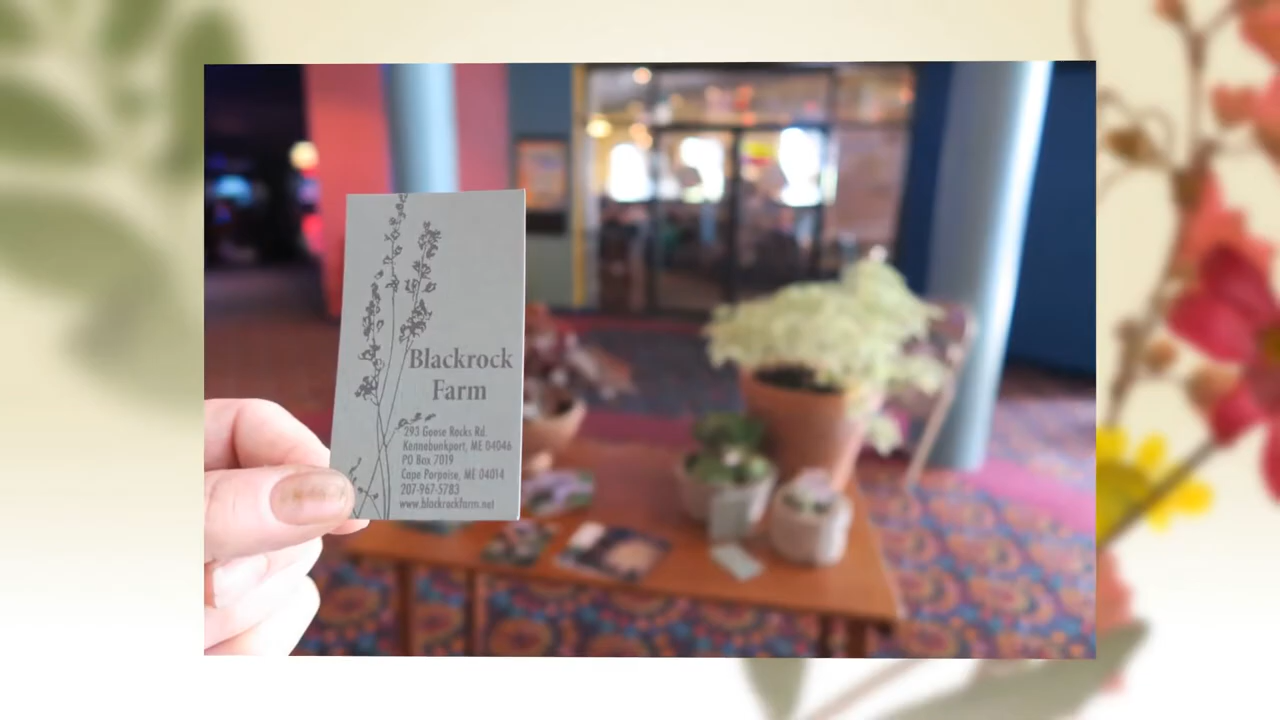 Blackrock
Farm
293 Goose Rocks Rd.
Kennebunkport, ME 04046
PO Box 7019
Cape Porpoise, ME 04014
207-967-5783
www.blackrockfarm.net